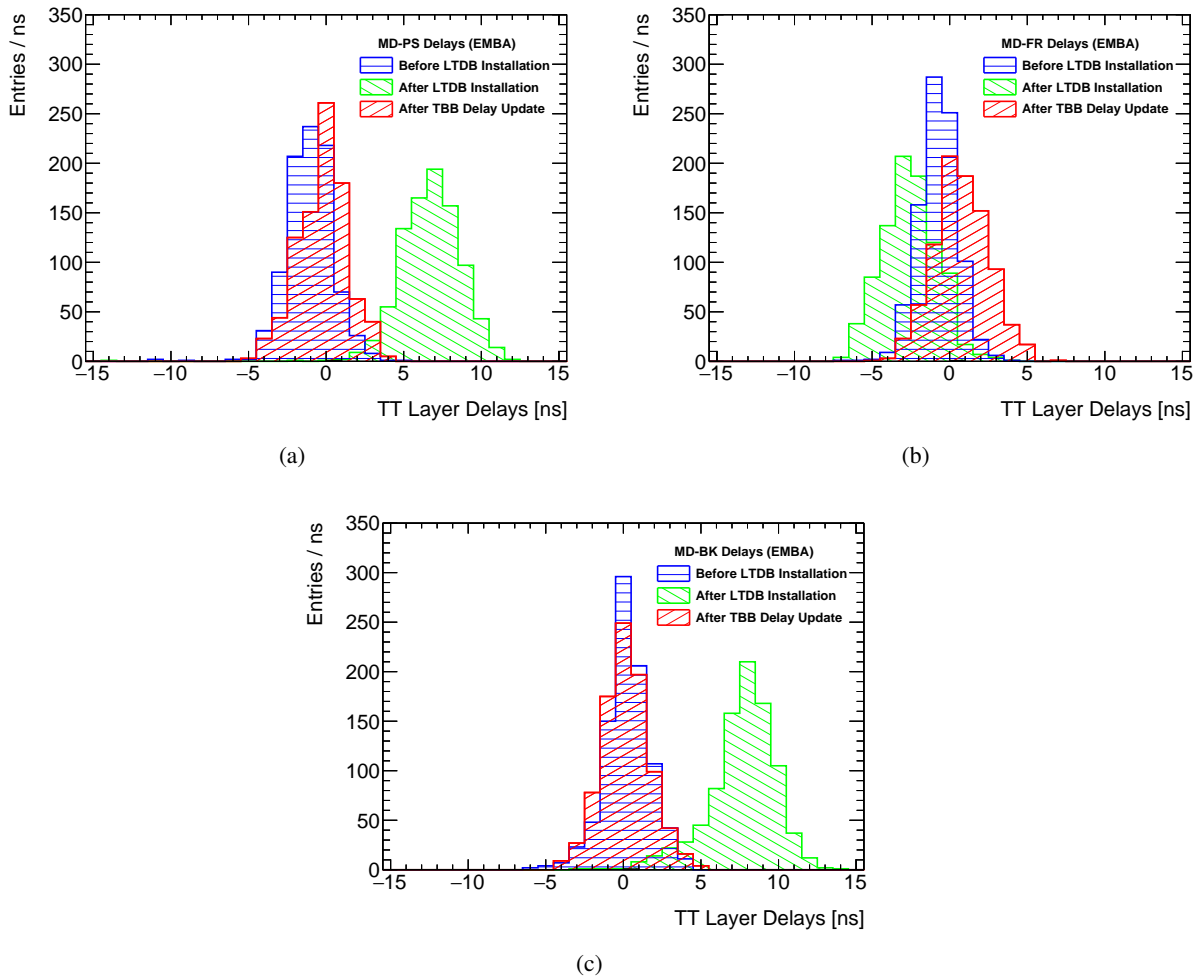 Entries / ns
350
300
250
200
150
100
50
0
MD-PS Delays (EMBA)
Before LTDB Installation
After LTDB Installation
After TBB Delay Update
−15 −10 −5 0 5 10 15
TT Layer Delays [ns]
(a)
Entries / ns
350
300
250
200
150
100
50
0
MD-FR Delays (EMBA)
Before LTDB Installation
After LTDB Installation
After TBB Delay Update
−15 −10 −5 0 5 10 15
TT Layer Delays [ns]
(b)
Entries / ns
350
300
250
200
150
100
50
0
MD-BK Delays (EMBA)
Before LTDB Installation
After LTDB Installation
After TBB Delay Update
−15 −10 −5 0 5 10 15
TT Layer Delays [ns]
(c)